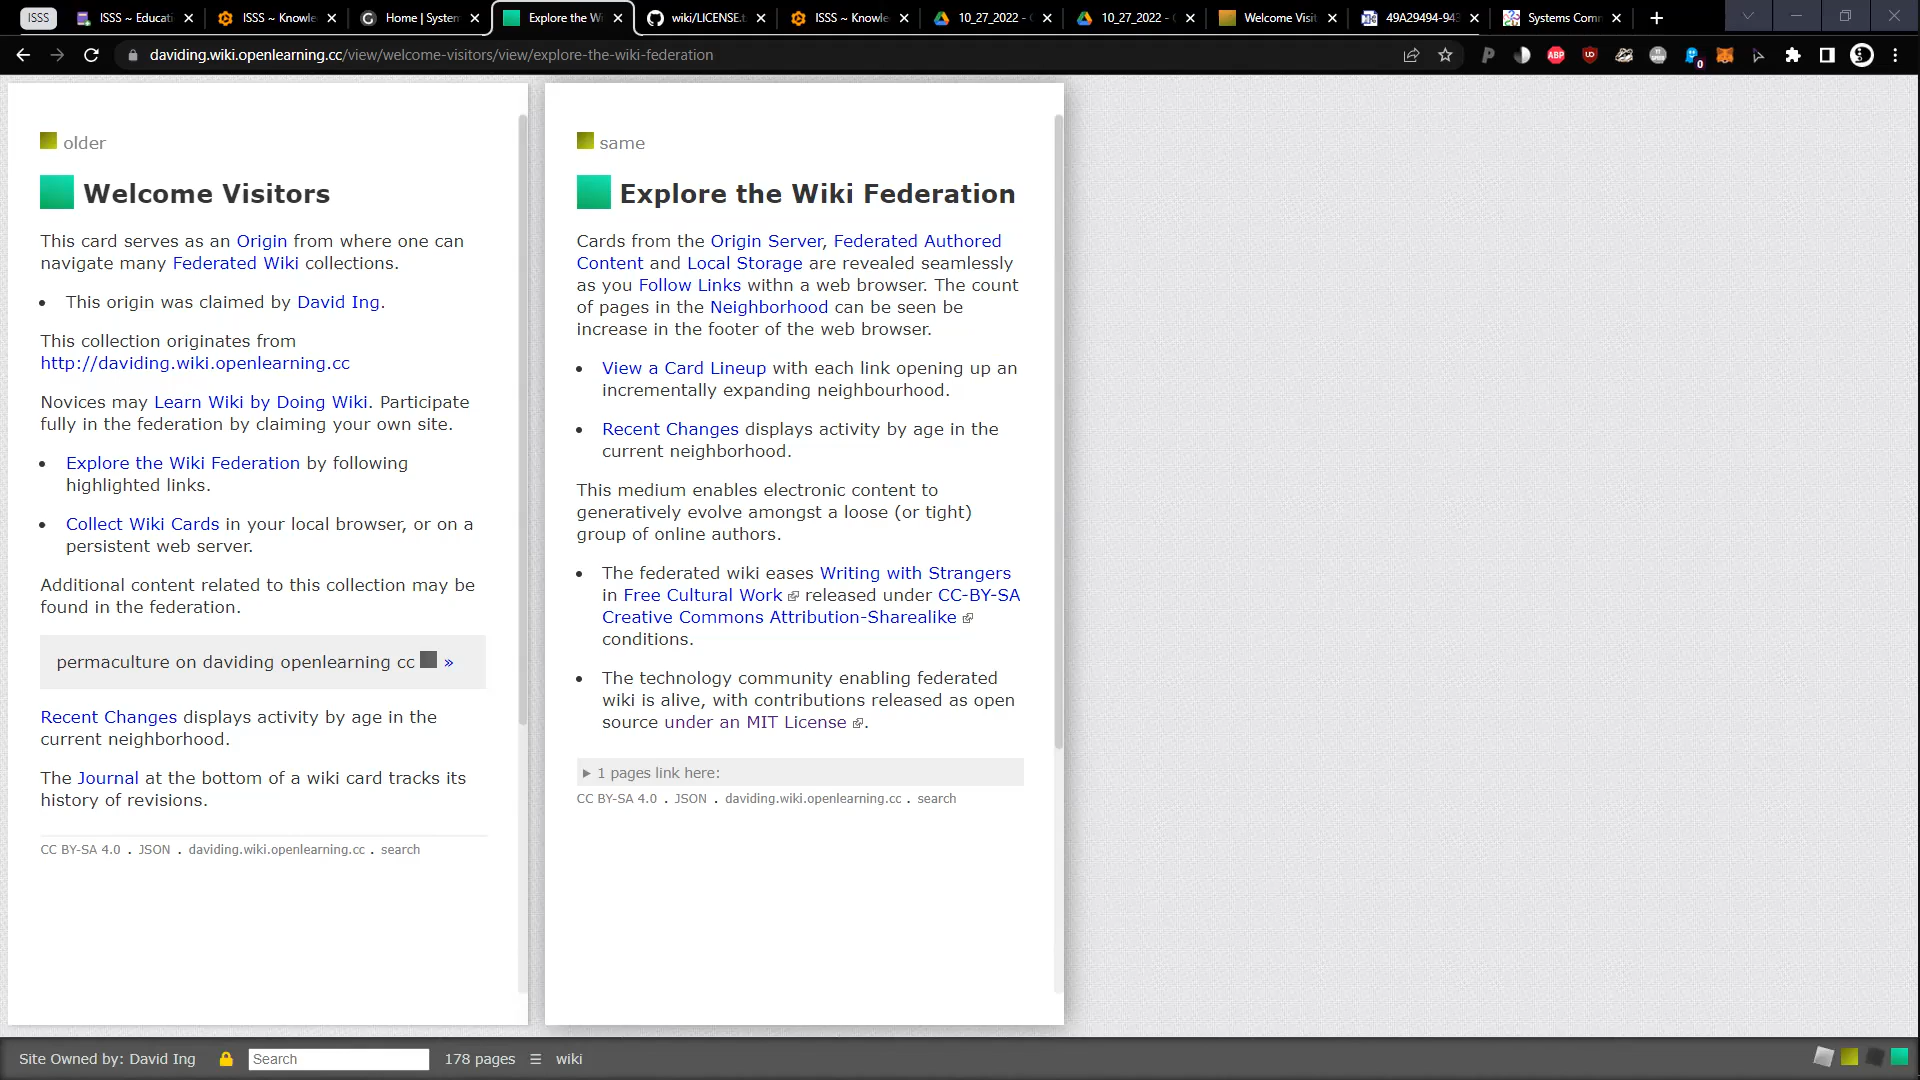 ISSS
ISSS ~ Educati
ISSS ~ Knowle
Home | System
Explore the Wi
wiki/LICENSE.t
ISSS ~ Knowle
10_27_2022 - 
10_27_2022 - 
Welcome Visit
49A29494-943
Systems Comm
daviding.wiki.openlearning.cc/view/welcome-visitors/view/explore-the-wiki-federation
ABP
0
older
Welcome Visitors
This card serves as an Origin from where one can
navigate many Federated Wiki collections.
• This origin was claimed by David Ing.
This collection originates from
http://daviding.wiki.openlearning.cc
Novices may Learn Wiki by Doing Wiki. Participate
fully in the federation by claiming your own site.
• Explore the Wiki Federation by following
highlighted links.
• Collect Wiki Cards in your local browser, or on a
persistent web server.
Additional content related to this collection may be
found in the federation.
permaculture on daviding openlearning cc »
Recent Changes displays activity by age in the
current neighborhood.
The Journal at the bottom of a wiki card tracks its
history of revisions.
CC BY-SA 4.0 . JSON . daviding.wiki.openlearning.cc . search
same
Explore the Wiki Federation
Cards from the Origin Server, Federated Authored
Content and Local Storage are revealed seamlessly
as you Follow Links withn a web browser. The count
of pages in the Neighborhood can be seen be
increase in the footer of the web browser.
• View a Card Lineup with each link opening up an
incrementally expanding neighbourhood.
• Recent Changes displays activity by age in the
current neighborhood.
This medium enables electronic content to
generatively evolve amongst a loose (or tight)
group of online authors.
• The federated wiki eases Writing with Strangers
in Free Cultural Work released under CC-BY-SA
Creative Commons Attribution-Sharealike
conditions.
• The technology community enabling federated
wiki is alive, with contributions released as open
source under an MIT License.
▸ 1 pages link here:
CC BY-SA 4.0 . JSON . daviding.wiki.openlearning.cc . search
Site Owned by: David Ing
Search
178 pages ☰ wiki